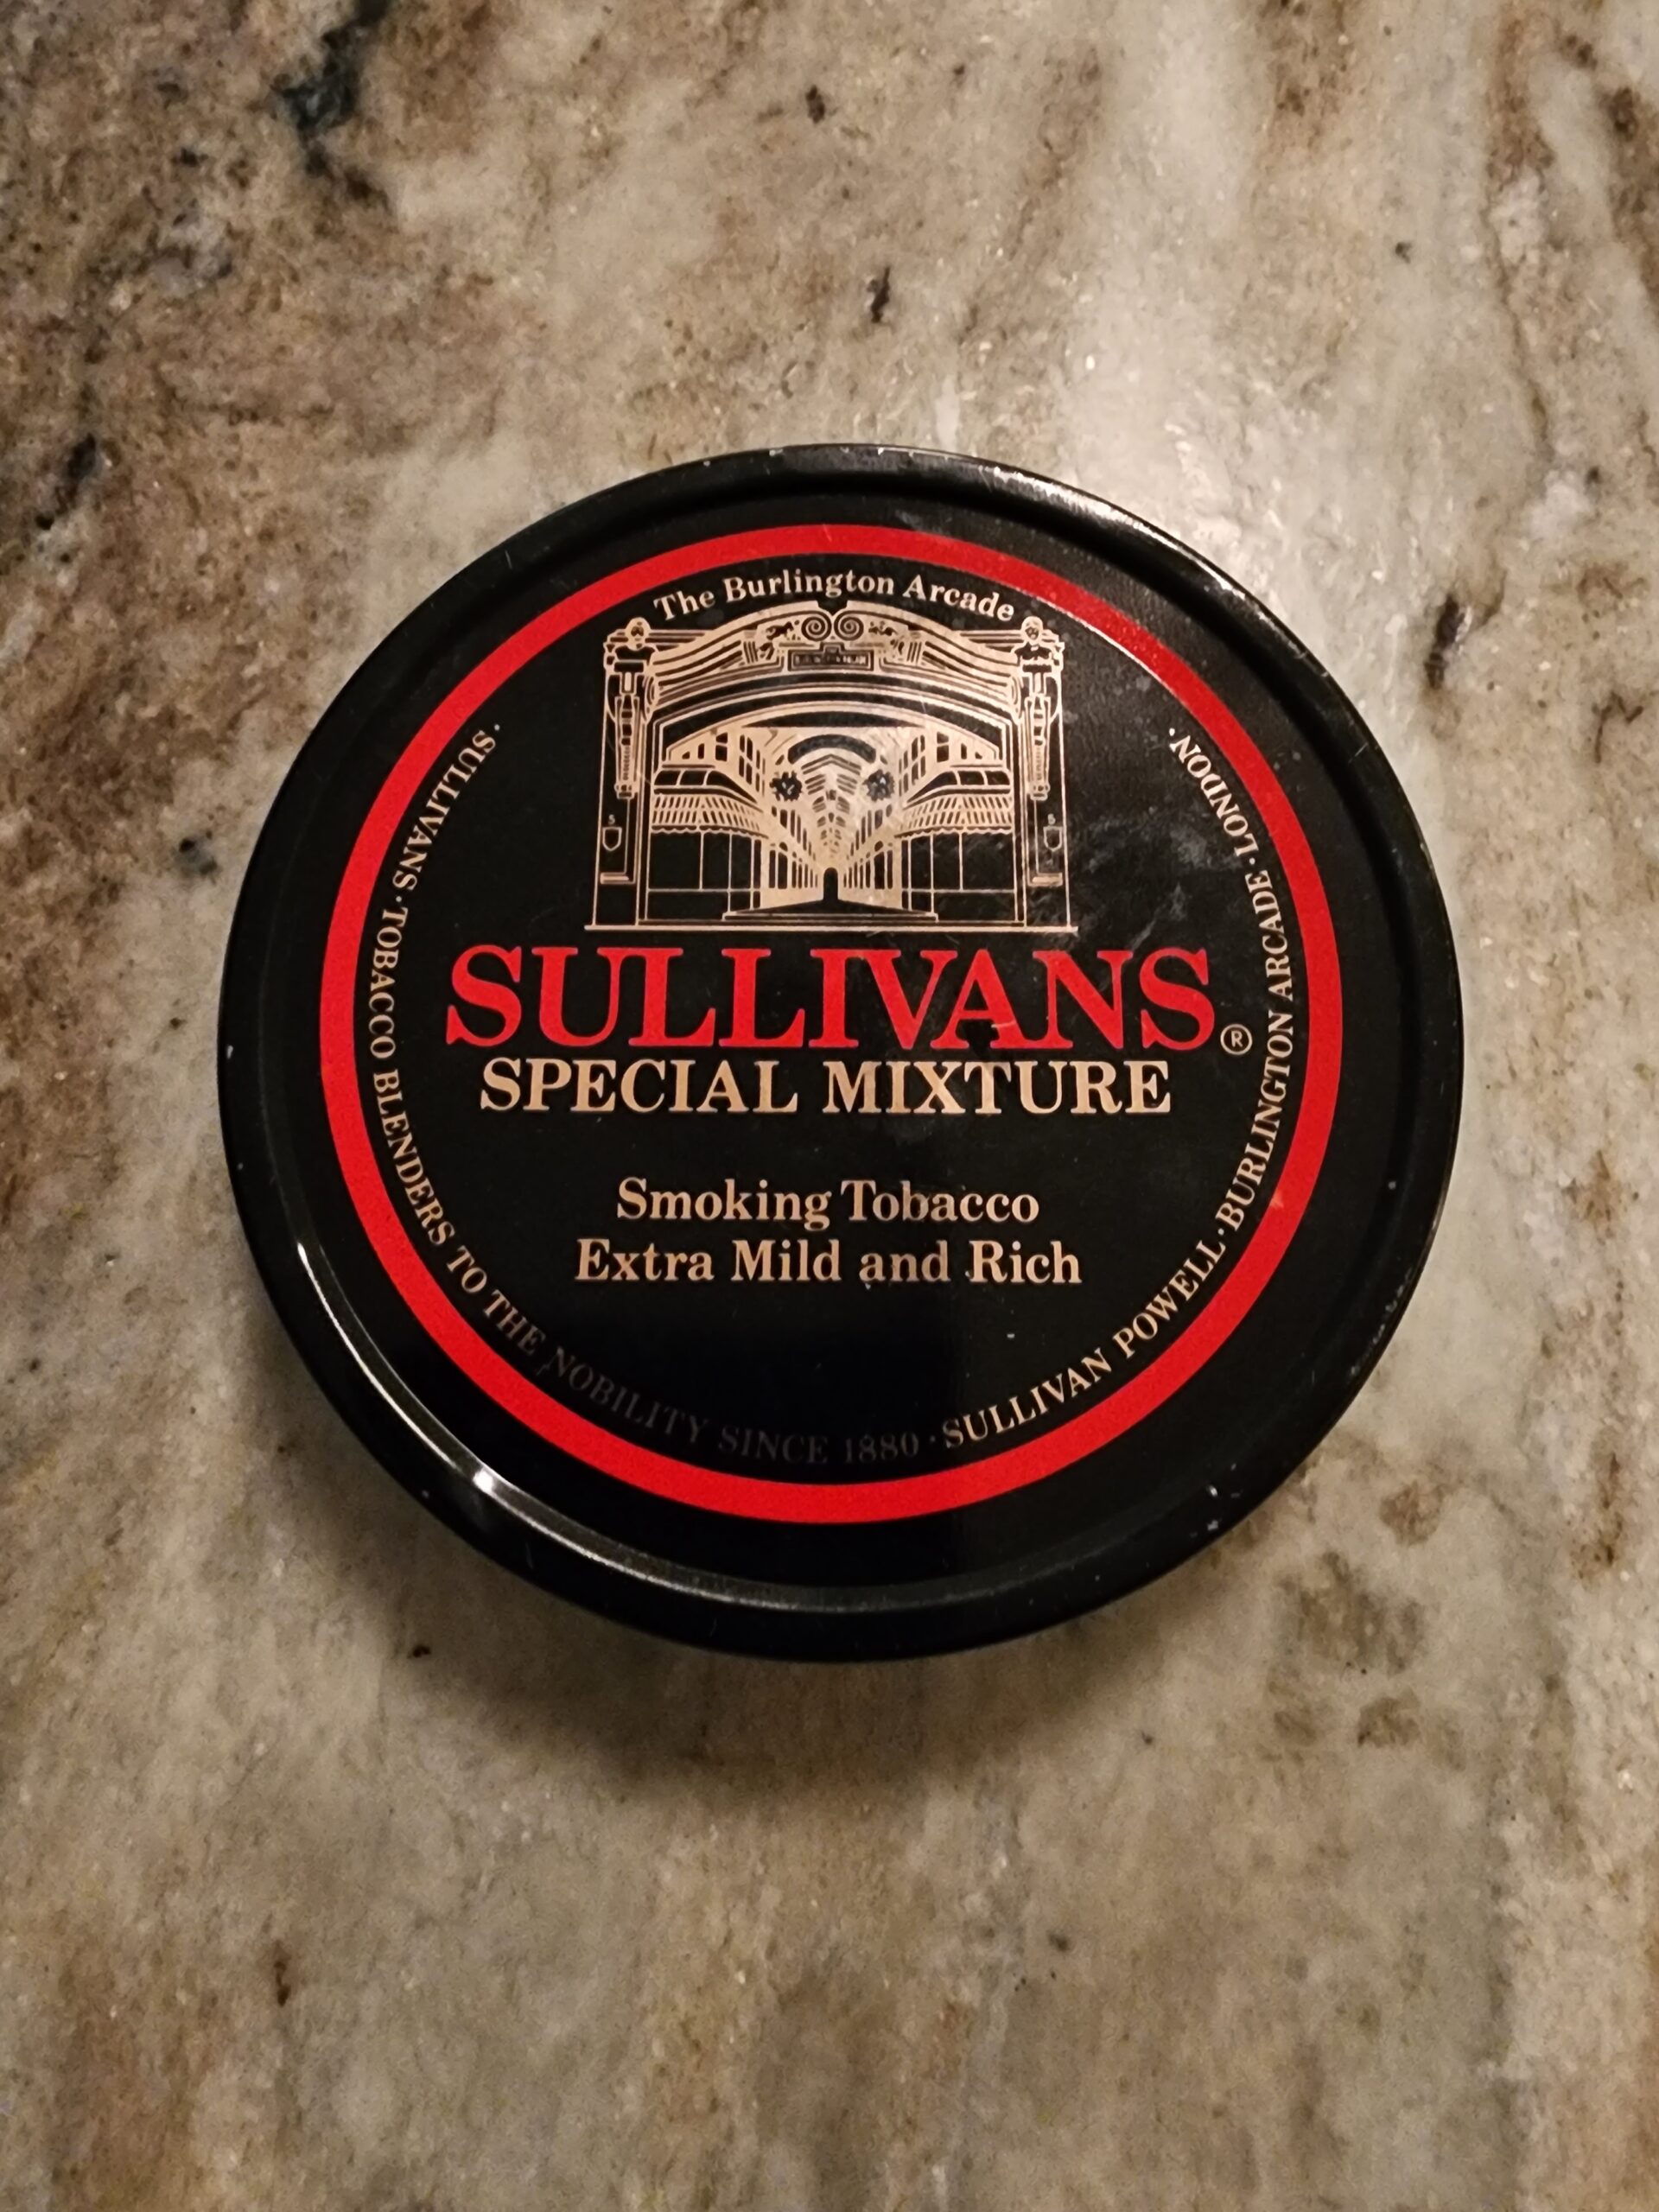 The Burlington Arcade
SULLIVANS®
SPECIAL MIXTURE
Smoking Tobacco
Extra Mild and Rich
· SULLIVANS · TOBACCO BLENDERS TO THE NOBILITY SINCE 1880 · SULLIVAN POWELL · BURLINGTON ARCADE · LONDON ·
S
S